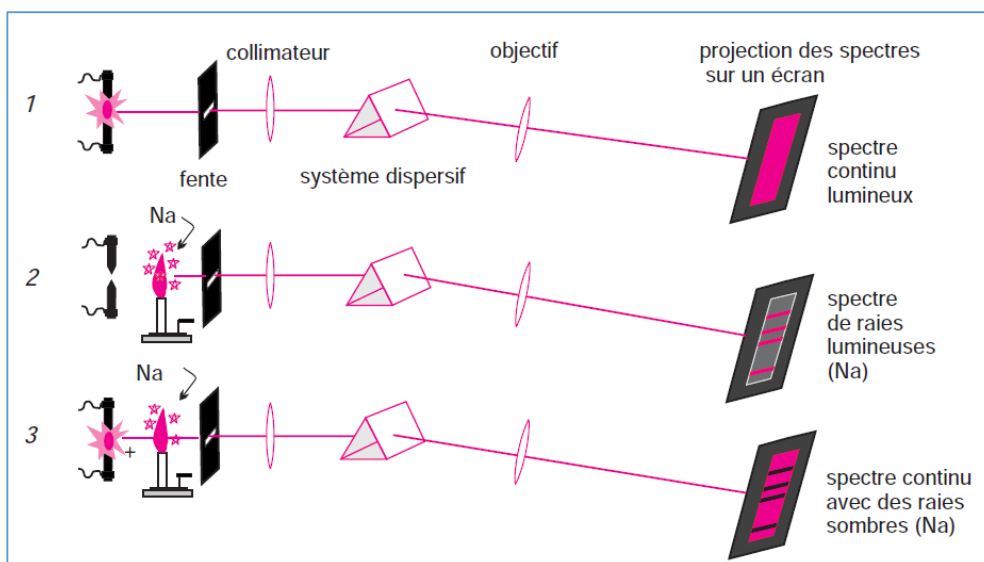 collimateur
objectif
projection des spectres
sur un écran
1
fente
système dispersif
spectre
continu
lumineux
Na
2
spectre
de raies
lumineuses
(Na)
Na
3
+
spectre continu
avec des raies
sombres (Na)